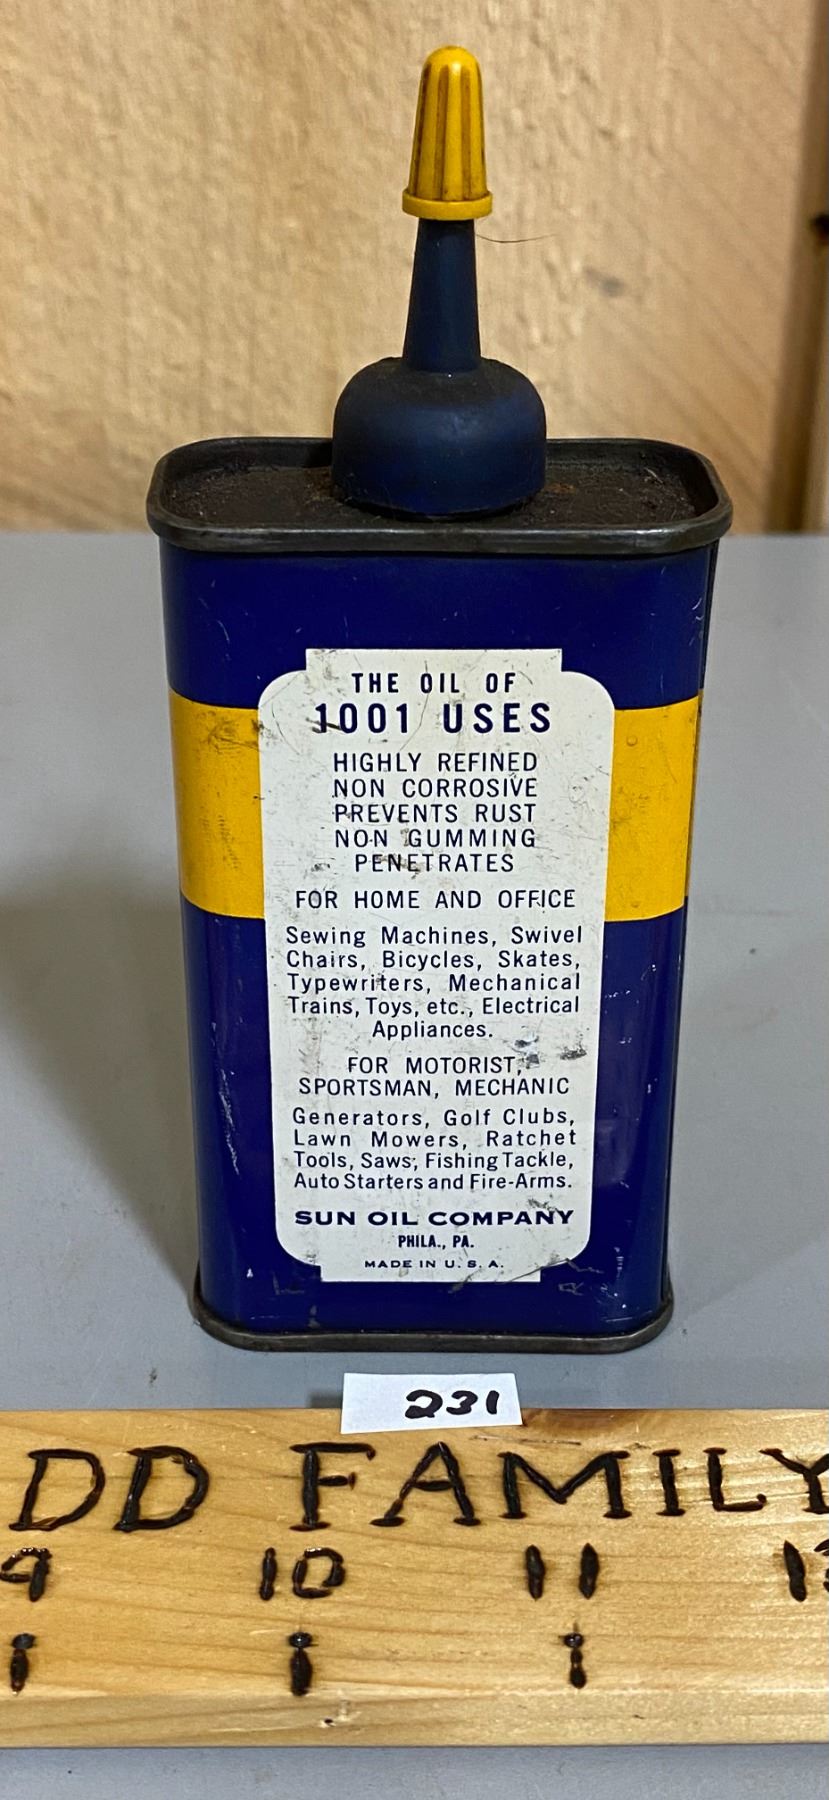 THE OIL OF
1001 USES
HIGHLY REFINED
NON CORROSIVE
PREVENTS RUST
NON GUMMING
PENETRATES
FOR HOME AND OFFICE
Sewing Machines, Swivel
Chairs, Bicycles, Skates,
Typewriters, Mechanical
Trains, Toys, etc., Electrical
Appliances.
FOR MOTORIST,
SPORTSMAN, MECHANIC
Generators, Golf Clubs,
Lawn Mowers, Ratchet
Tools, Saws, Fishing Tackle,
Auto Starters and Fire-Arms.
SUN OIL COMPANY
PHILA., PA.
MADE IN U. S. A.
231
DD FAMILY
9 10 11